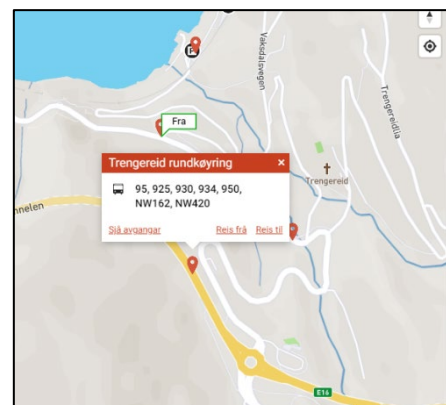 Vaksdalsvegen
Trengereidlia
Fra
Trengereid rundkøyring ×
95, 925, 930, 934, 950,
NW162, NW420
Sjå avgangar Reis frå Reis til
Trengereid
nnelen
E16